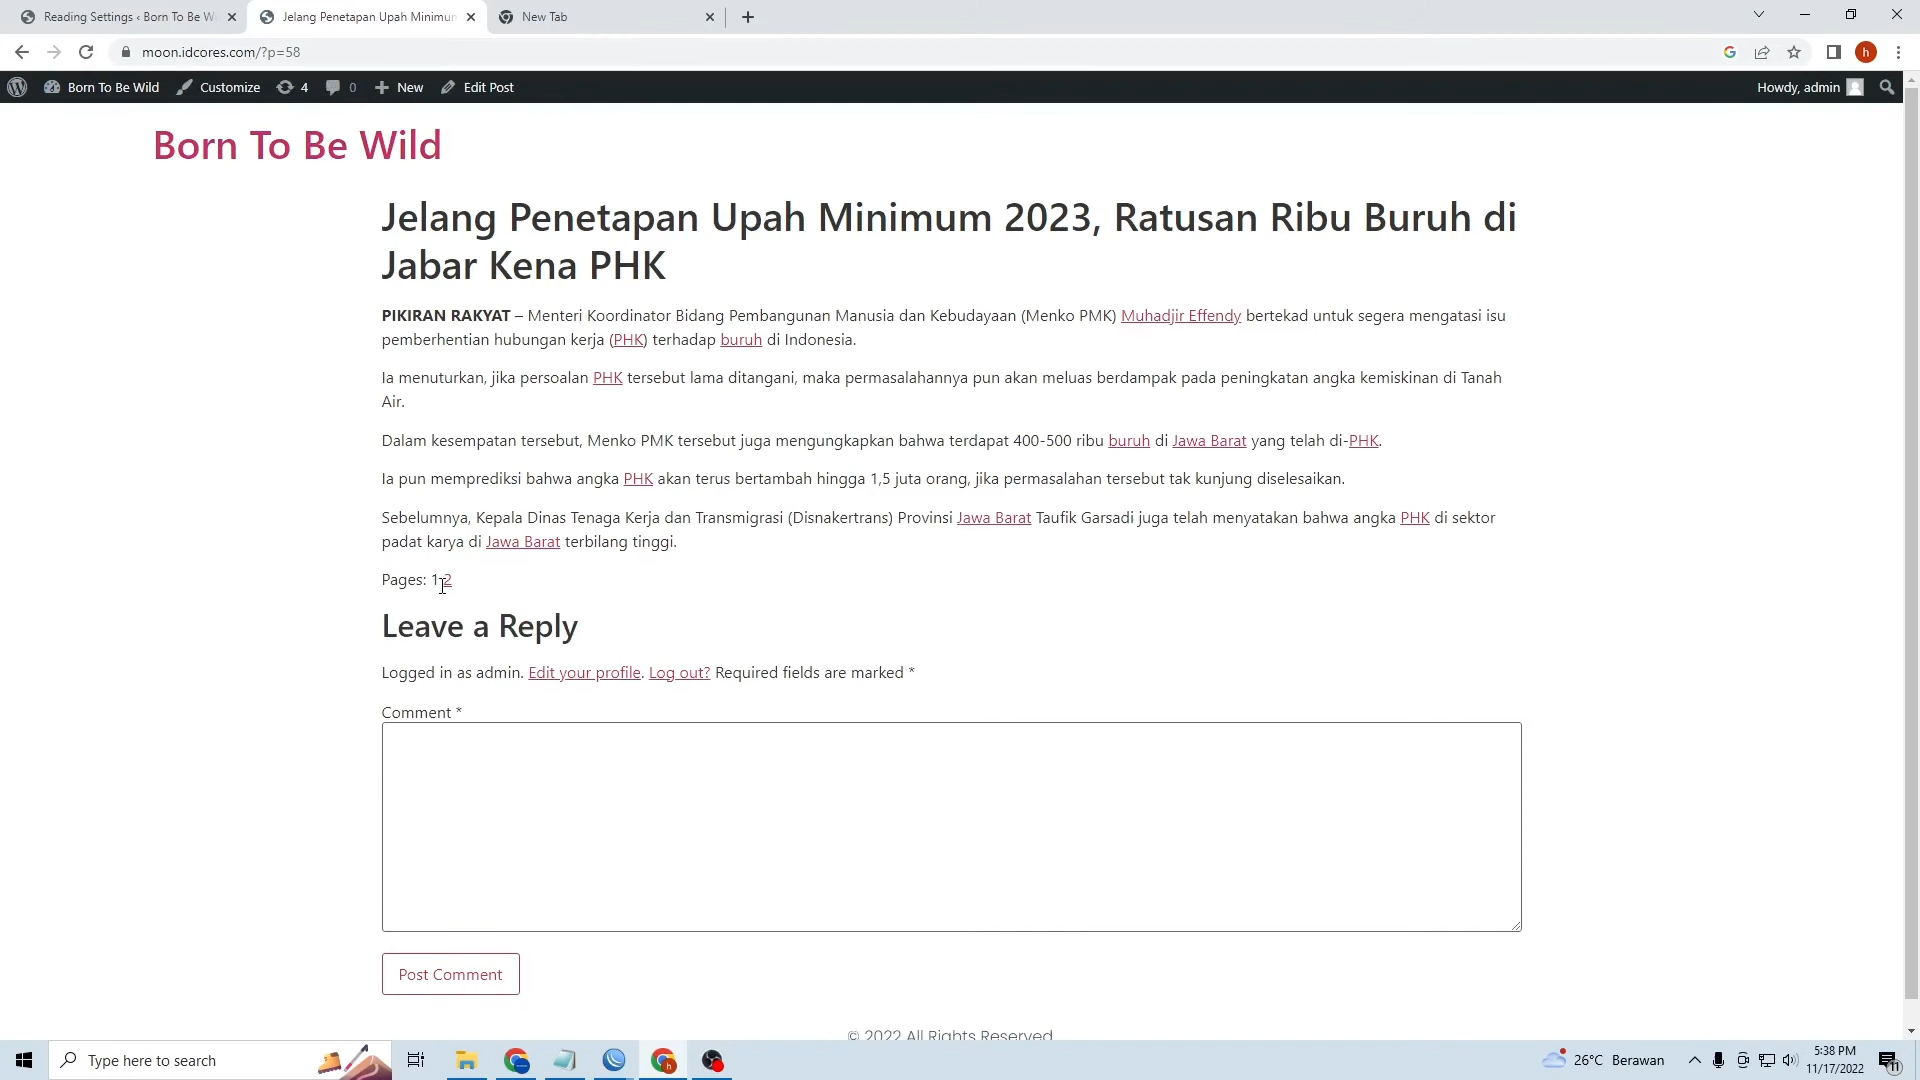 Reading Settings ‹ Born To Be W
Jelang Penetapan Upah Minimun
New Tab
moon.idcores.com/?p=58
h
Born To Be Wild
Customize
4
0
New
Edit Post
Howdy, admin
Born To Be Wild
Jelang Penetapan Upah Minimum 2023, Ratusan Ribu Buruh di
Jabar Kena PHK
PIKIRAN RAKYAT – Menteri Koordinator Bidang Pembangunan Manusia dan Kebudayaan (Menko PMK) Muhadjir Effendy bertekad untuk segera mengatasi isu
pemberhentian hubungan kerja (PHK) terhadap buruh di Indonesia.
Ia menuturkan, jika persoalan PHK tersebut lama ditangani, maka permasalahannya pun akan meluas berdampak pada peningkatan angka kemiskinan di Tanah
Air.
Dalam kesempatan tersebut, Menko PMK tersebut juga mengungkapkan bahwa terdapat 400-500 ribu buruh di Jawa Barat yang telah di-PHK.
Ia pun memprediksi bahwa angka PHK akan terus bertambah hingga 1,5 juta orang, jika permasalahan tersebut tak kunjung diselesaikan.
Sebelumnya, Kepala Dinas Tenaga Kerja dan Transmigrasi (Disnakertrans) Provinsi Jawa Barat Taufik Garsadi juga telah menyatakan bahwa angka PHK di sektor
padat karya di Jawa Barat terbilang tinggi.
Pages: 1 2
Leave a Reply
Logged in as admin. Edit your profile. Log out? Required fields are marked *
Comment *
Post Comment
© 2022 All Rights Reserved
Type here to search
h
26°C Berawan
5:38 PM
11/17/2022
11